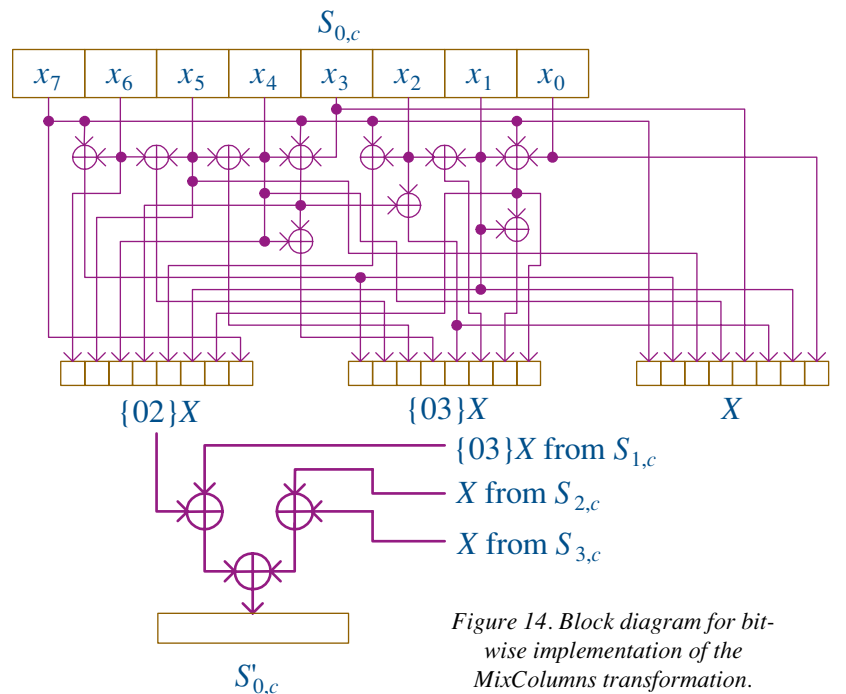 S₀,c
x₇ x₆ x₅ x₄ x₃ x₂ x₁ x₀
{02}X {03}X X
{03}X from S₁,c
X from S₂,c
X from S₃,c
S'₀,c
Figure 14. Block diagram for bit-
wise implementation of the
MixColumns transformation.